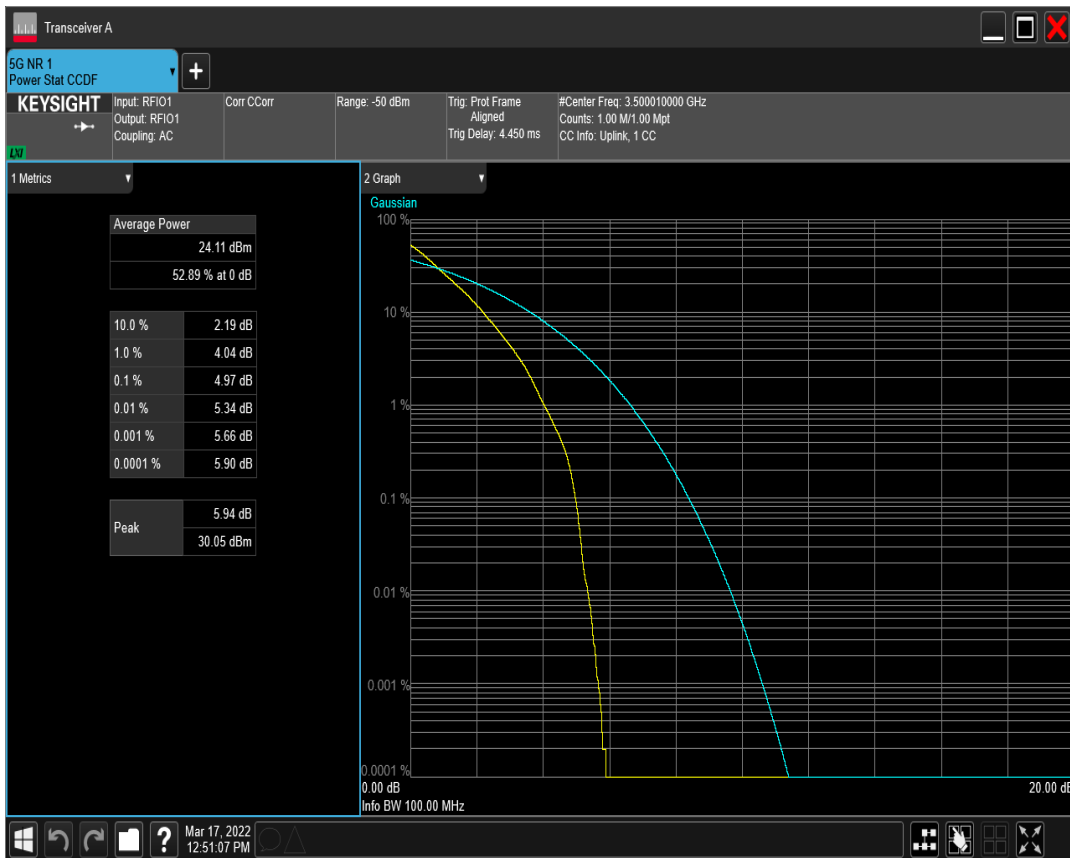 Transceiver A
5G NR 1
Power Stat CCDF
KEYSIGHT
LXI
Input: RFIO1
Output: RFIO1
Coupling: AC
Corr CCorr
Range: -50 dBm
Trig: Prot Frame
Aligned
Trig Delay: 4.450 ms
#Center Freq: 3.500010000 GHz
Counts: 1.00 M/1.00 Mpt
CC Info: Uplink, 1 CC
1 Metrics
Average Power
24.11 dBm
52.89 % at 0 dB
10.0 % 2.19 dB
1.0 % 4.04 dB
0.1 % 4.97 dB
0.01 % 5.34 dB
0.001 % 5.66 dB
0.0001 % 5.90 dB
Peak
5.94 dB
30.05 dBm
2 Graph
Gaussian
100 %
10 %
1 %
0.1 %
0.01 %
0.001 %
0.0001 %
0.00 dB 20.00 dB
Info BW 100.00 MHz
Mar 17, 2022
12:51:07 PM